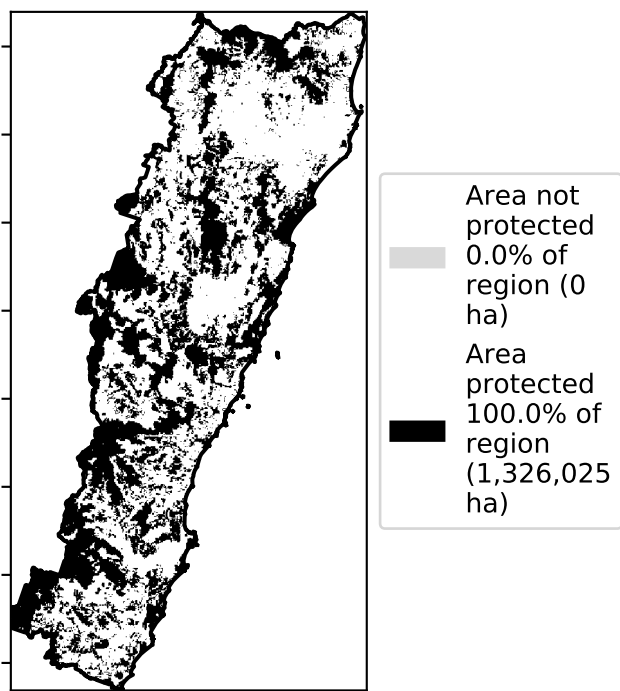 Area not
protected
0.0% of
region (0
ha)
Area
protected
100.0% of
region
(1,326,025
ha)